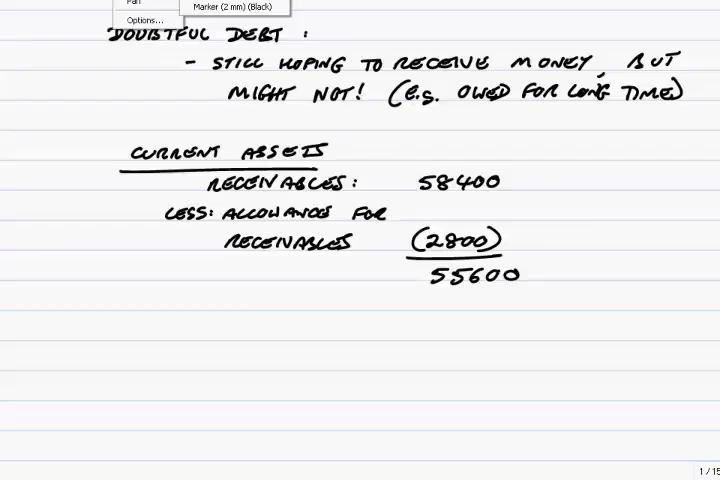 Pan
Marker (2 mm) (Black)
Options...
DOUBTFUL DEBT :
- STILL HOPING TO RECEIVE MONEY, BUT
MIGHT NOT! (e.g. OWED FOR LONG TIME)
CURRENT ASSETS
RECEIVABLES: 58400
LESS: ALLOWANCE FOR
RECEIVABLES (2800)
55600
1 / 15